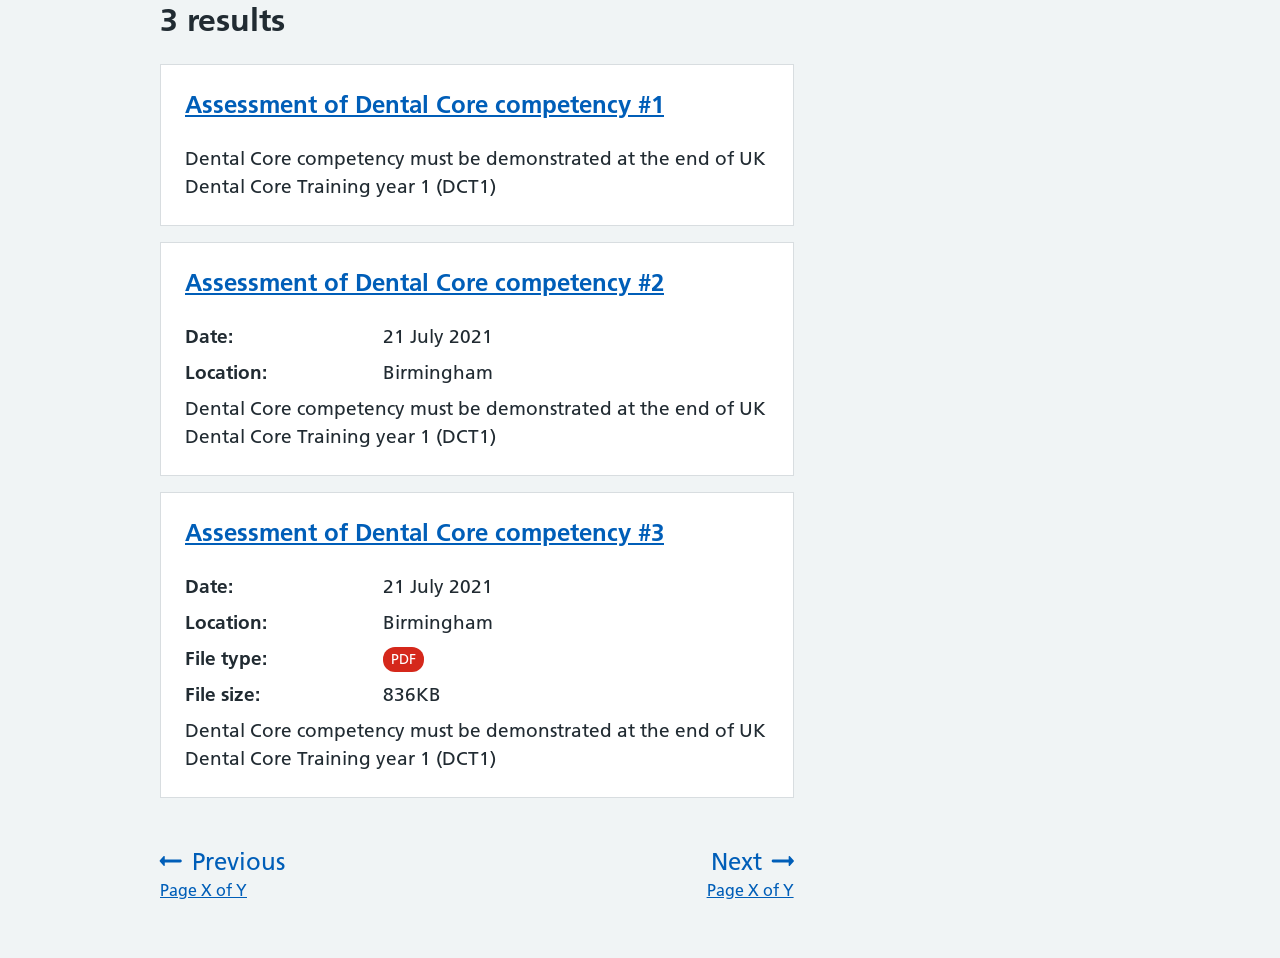 3 results
Assessment of Dental Core competency #1
Dental Core competency must be demonstrated at the end of UK
Dental Core Training year 1 (DCT1)
Assessment of Dental Core competency #2
Date: 21 July 2021
Location: Birmingham
Dental Core competency must be demonstrated at the end of UK
Dental Core Training year 1 (DCT1)
Assessment of Dental Core competency #3
Date: 21 July 2021
Location: Birmingham
File type: PDF
File size: 836KB
Dental Core competency must be demonstrated at the end of UK
Dental Core Training year 1 (DCT1)
Previous
Page X of Y
Next
Page X of Y